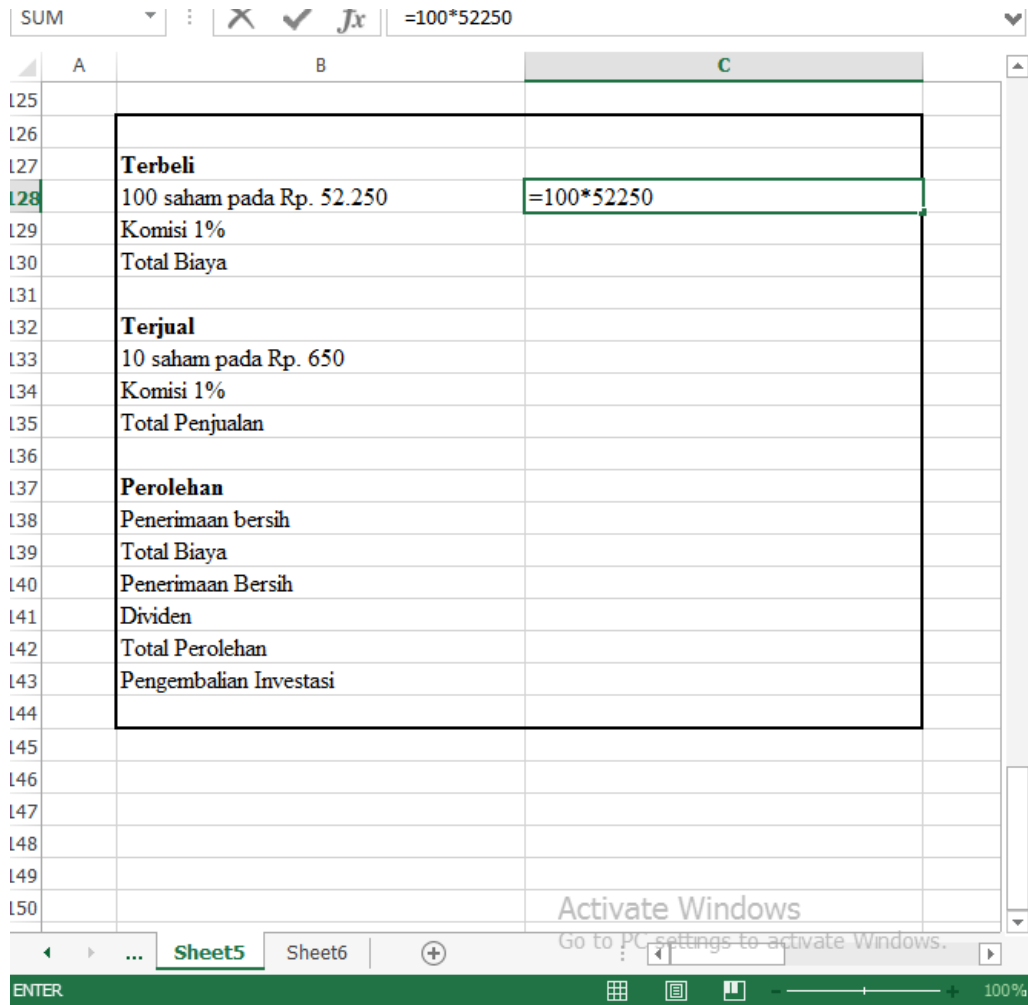 SUM fx =100*52250
A B C
125
126
127 Terbeli
128 100 saham pada Rp. 52.250 =100*52250
129 Komisi 1%
130 Total Biaya
131
132 Terjual
133 10 saham pada Rp. 650
134 Komisi 1%
135 Total Penjualan
136
137 Perolehan
138 Penerimaan bersih
139 Total Biaya
140 Penerimaan Bersih
141 Dividen
142 Total Perolehan
143 Pengembalian Investasi
144
145
146
147
148
149
150
Activate Windows
Go to PC settings to activate Windows.
... Sheet5 Sheet6
ENTER 100%